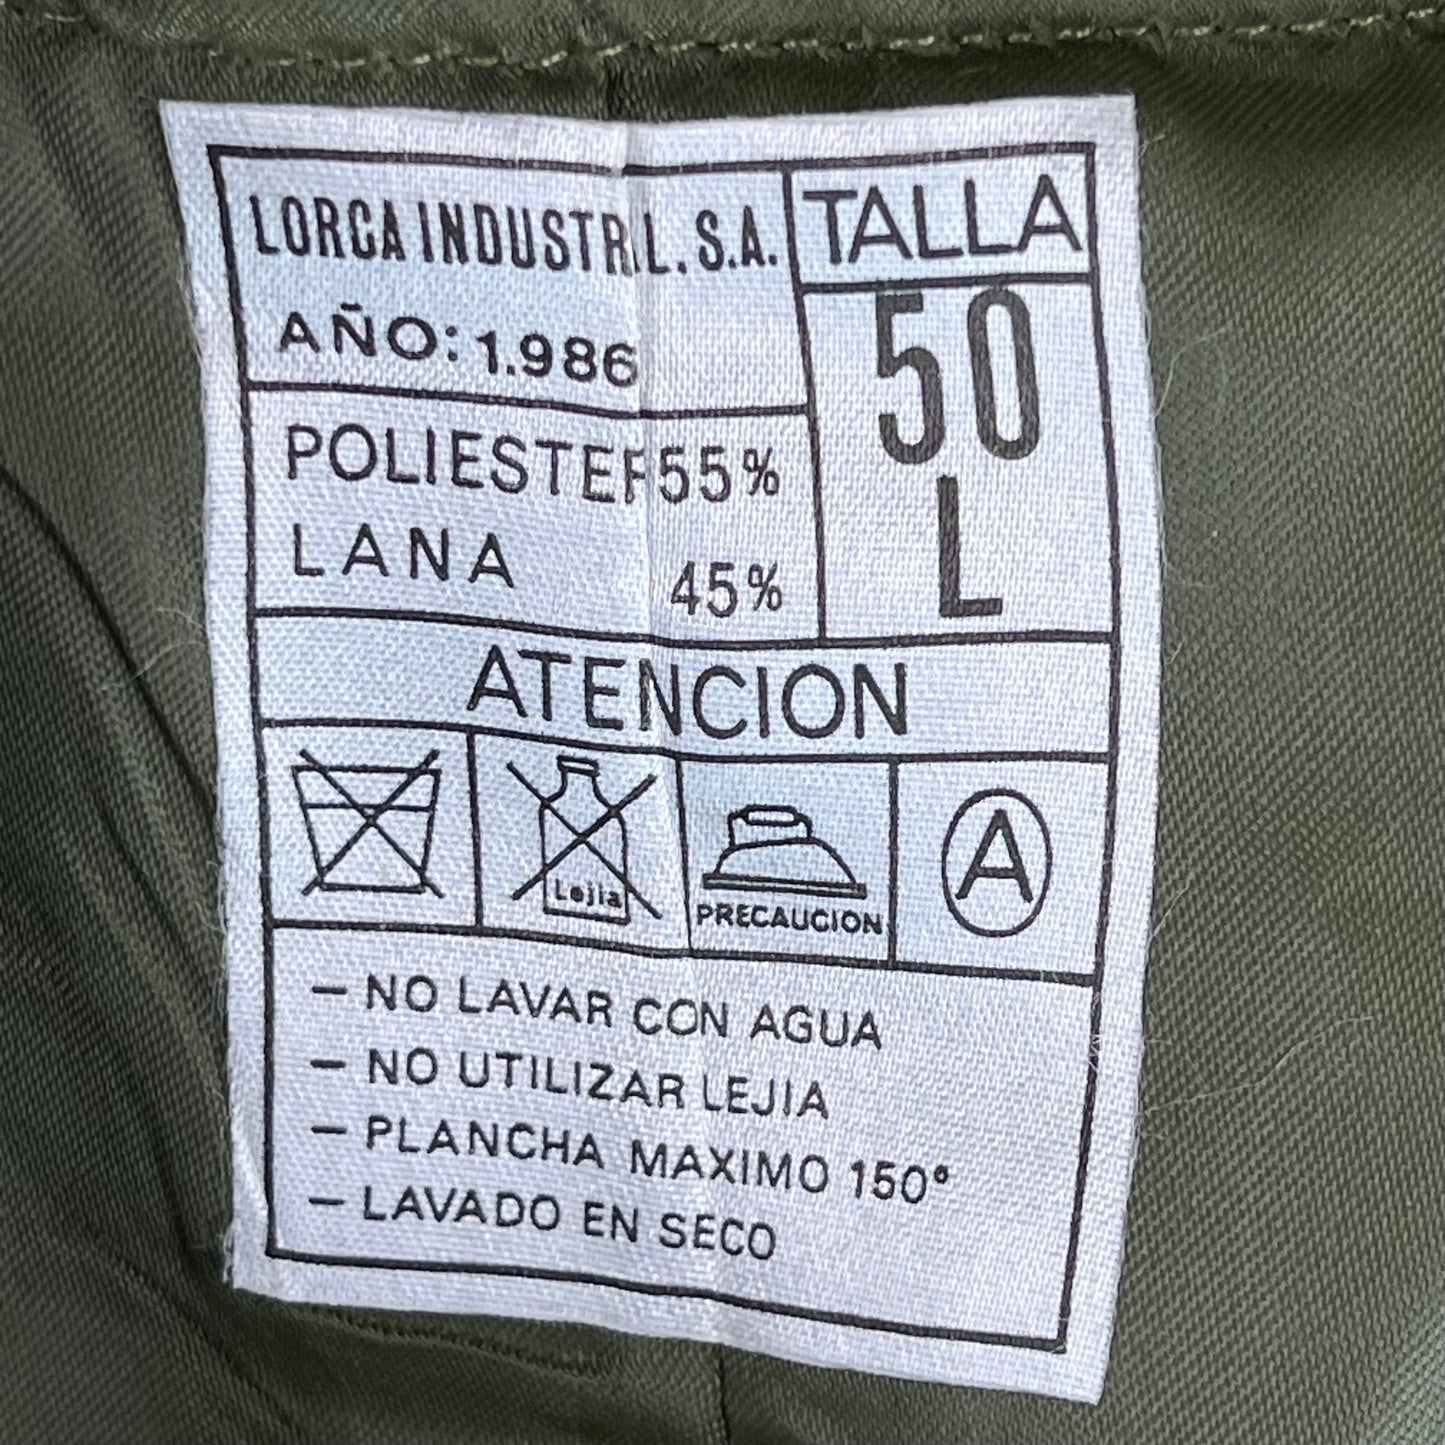 LORCA INDUSTRIAL. S.A.
AÑO: 1.986
TALLA
50
L
POLIESTER 55%
LANA 45%
ATENCION
Lejia
PRECAUCION
A
- NO LAVAR CON AGUA
- NO UTILIZAR LEJIA
- PLANCHA MAXIMO 150°
- LAVADO EN SECO